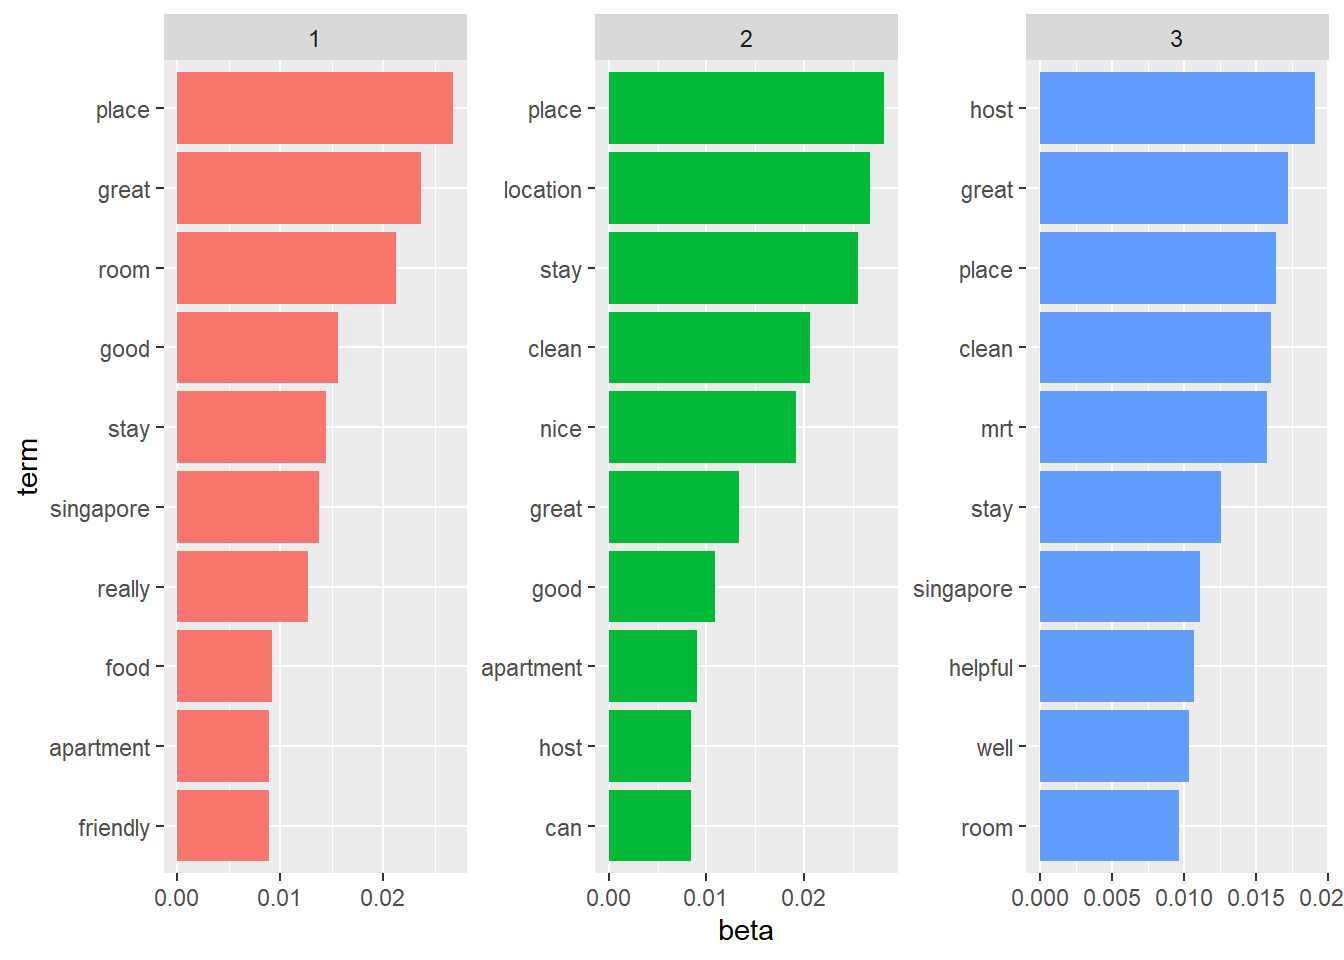 1
2
3
place
great
room
good
stay
singapore
really
food
apartment
friendly
place
location
stay
clean
nice
great
good
apartment
host
can
host
great
place
clean
mrt
stay
singapore
helpful
well
room
term
0.00 0.01 0.02
0.00 0.01 0.02
0.000 0.005 0.010 0.015 0.02
beta